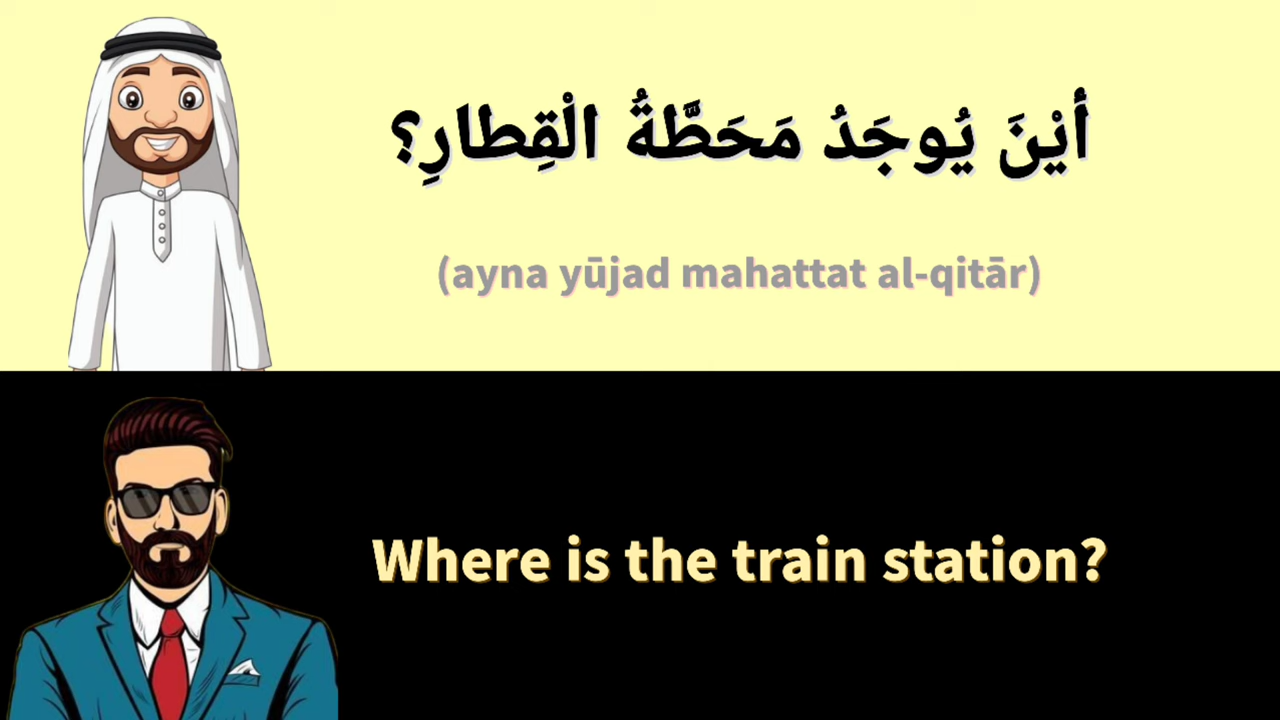 أيْنَ يُوجَدُ مَحَطَّةُ الْقِطارِ؟
(ayna yūjad mahattat al-qitār)
Where is the train station?